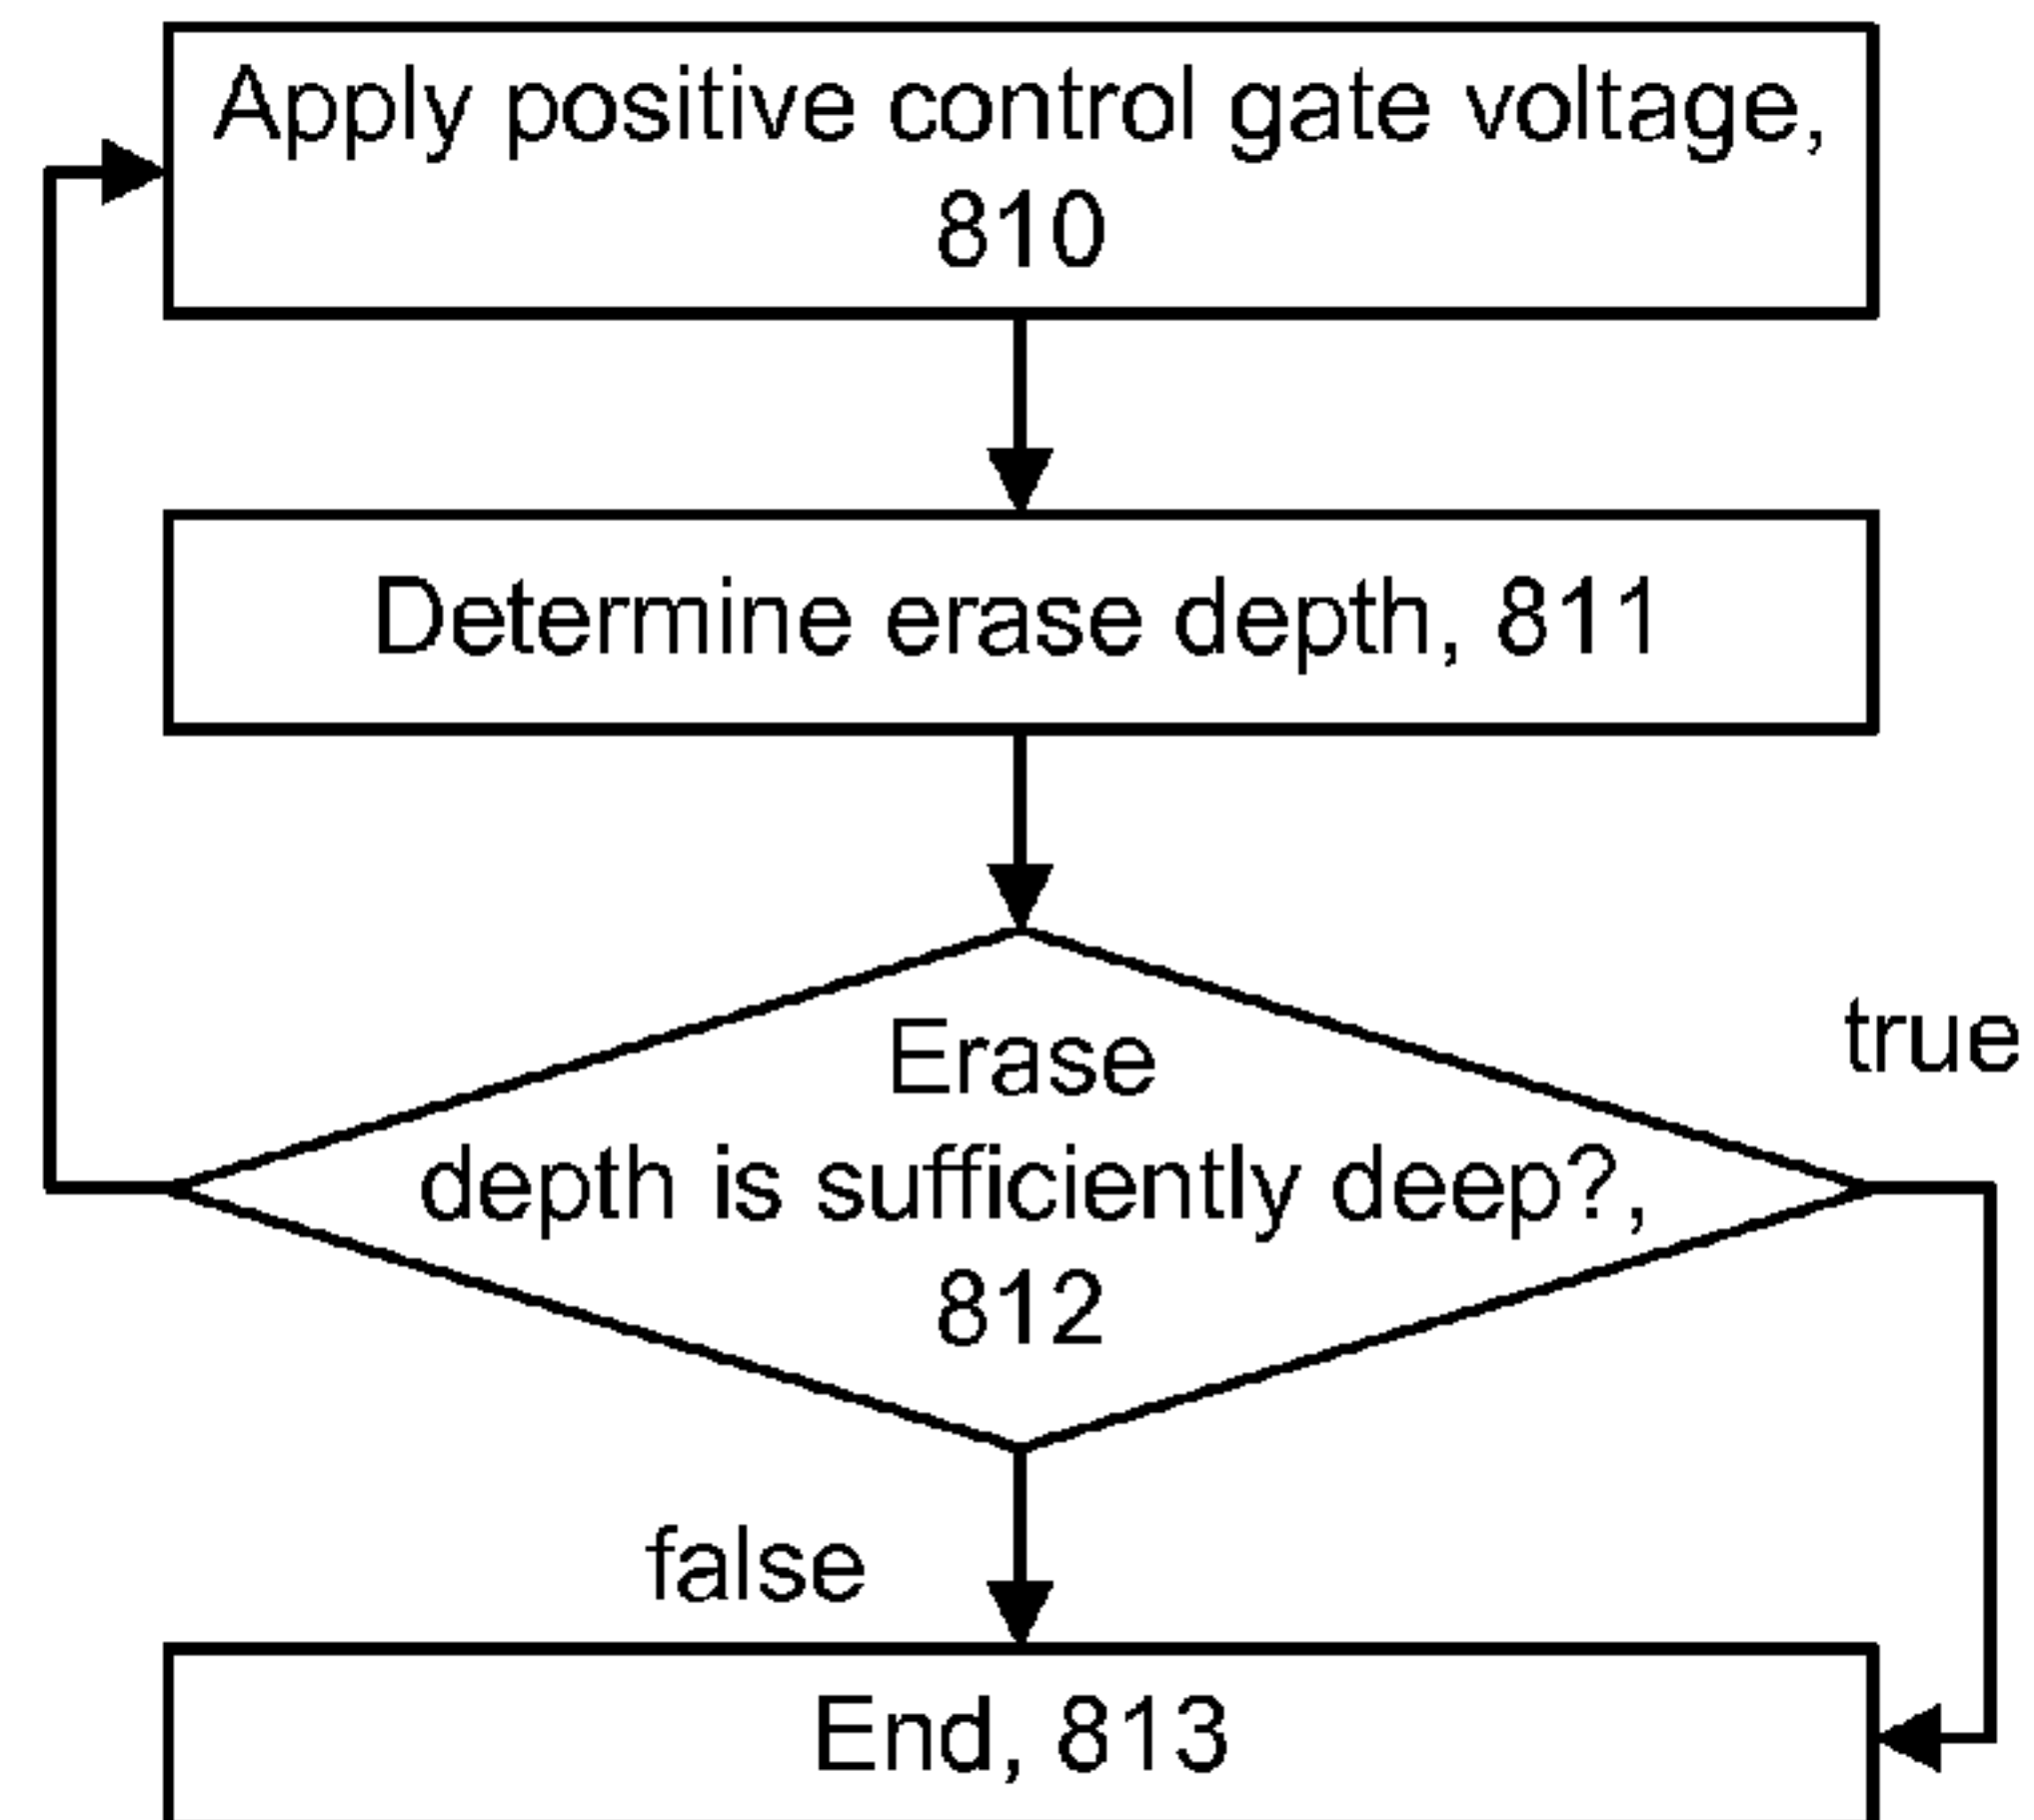 Apply positive control gate voltage,
810
Determine erase depth, 811
Erase
depth is sufficiently deep?,
812
true
false
End, 813